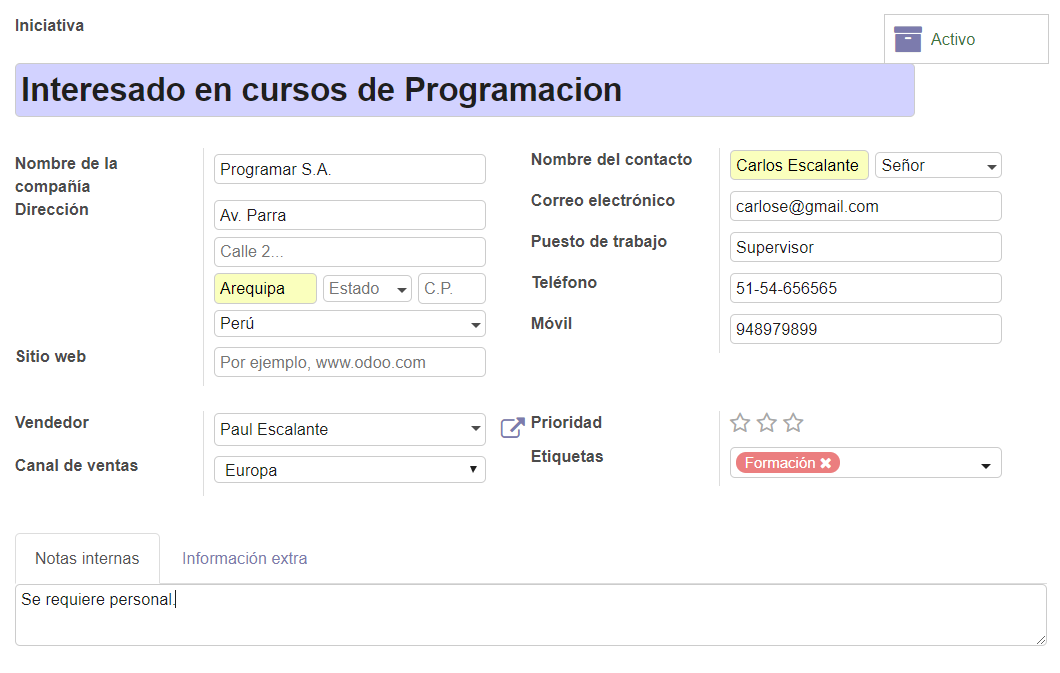 Iniciativa
Activo
Interesado en cursos de Programacion
Nombre de la
compañía
Programar S.A.
Dirección
Av. Parra
Calle 2...
Arequipa Estado C.P.
Perú
Sitio web
Por ejemplo, www.odoo.com
Nombre del contacto
Carlos Escalante Señor
Correo electrónico
carlose@gmail.com
Puesto de trabajo
Supervisor
Teléfono
51-54-656565
Móvil
948979899
Vendedor
Paul Escalante
Canal de ventas
Europa
Prioridad
Etiquetas
Formación
Notas internas Información extra
Se requiere personal.